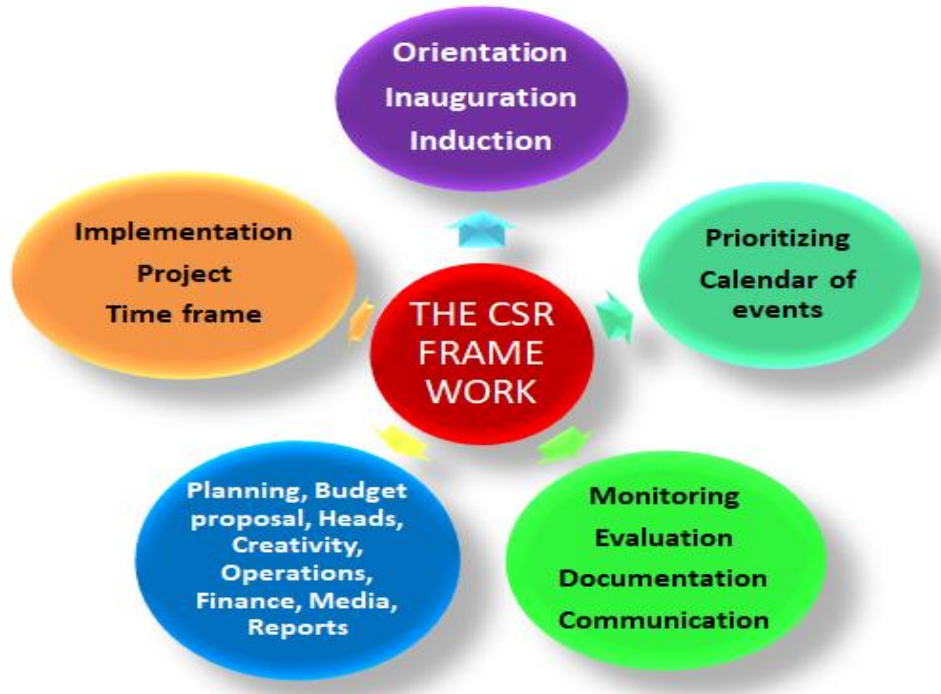 Orientation
Inauguration
Induction
Implementation
Project
Time frame
Prioritizing
Calendar of
events
THE CSR
FRAME
WORK
Planning, Budget
proposal, Heads,
Creativity,
Operations,
Finance, Media,
Reports
Monitoring
Evaluation
Documentation
Communication